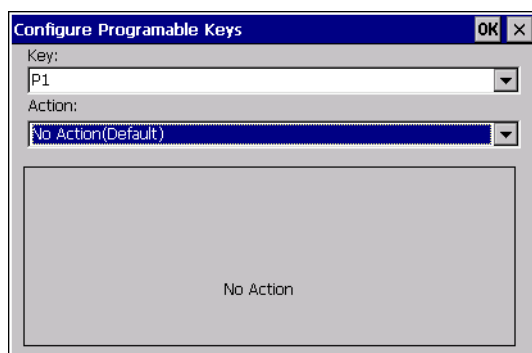 Configure Programable Keys OK ×
Key:
P1
Action:
No Action(Default)
No Action